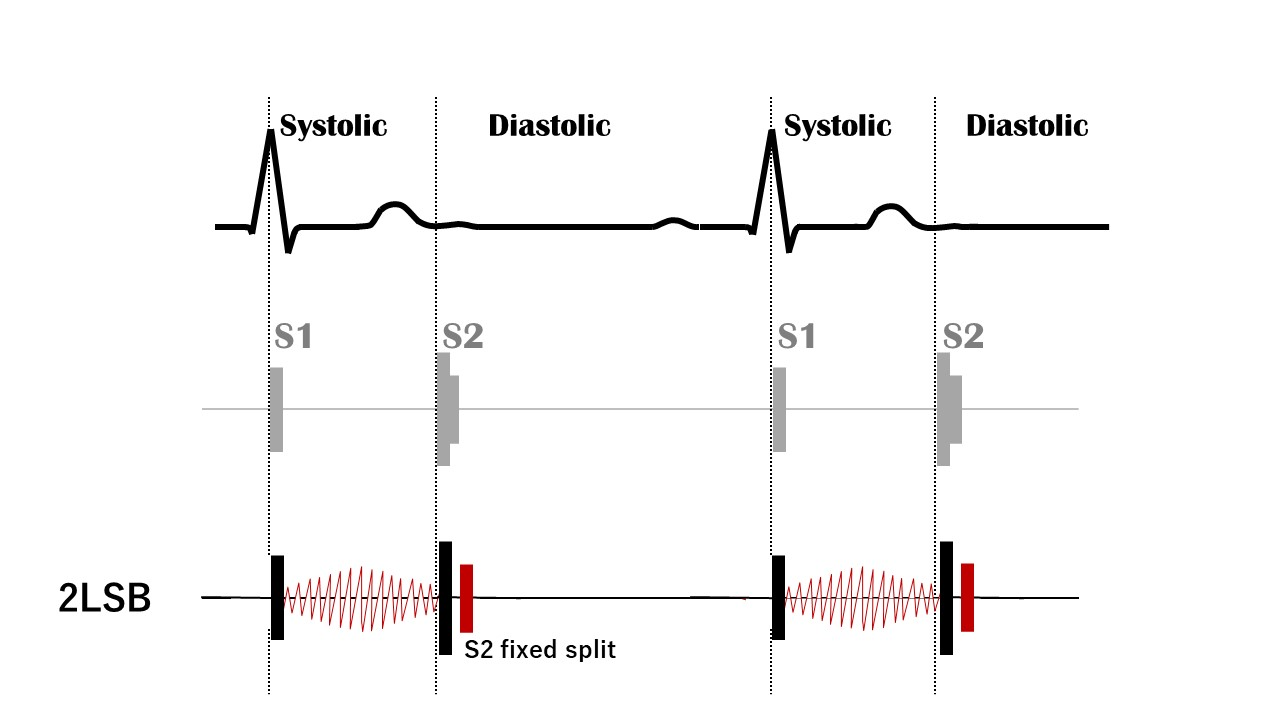 Systolic Diastolic Systolic Diastolic
S1 S2 S1 S2
2LSB
S2 fixed split